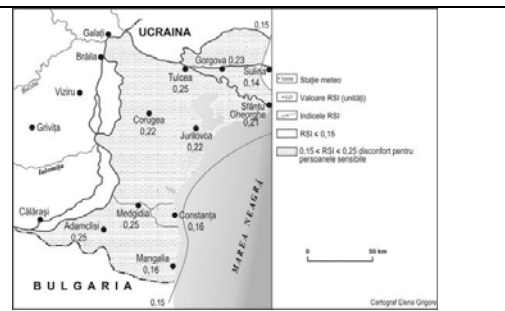 0,15
Galați
UCRAINA
Brăila
Gorgova 0,23
Tulcea
0,25
Sulina
0,14
Viziru
Sfântu
Gheorghe
0,21
Corugea
0,22
Grivița
Jurilovca
0,22
Ialomița
Călărași
Medgidia
0,25
Constanța
0,16
Adamclisi
0,25
MAREA NEAGRĂ
Mangalia
0,16
BULGARIA
0,15
Stație meteo
Valoare RSI (unități)
Indicele RSI
RSI ≤ 0,15
0,15 < RSI ≤ 0,25 disconfort pentru
persoanele sensibile
0 50 km
Cartograf Elena Grigore